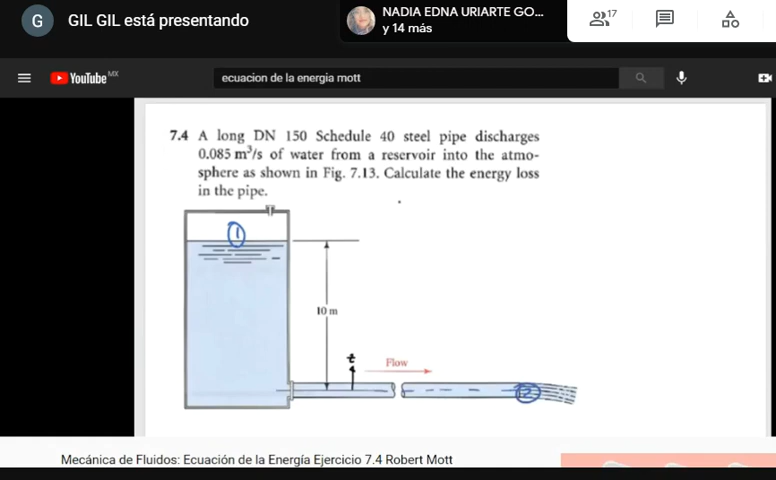 G GIL GIL está presentando
NADIA EDNA URIARTE GO...
y 14 más
17
YouTube MX
ecuacion de la energia mott
7.4 A long DN 150 Schedule 40 steel pipe discharges
0.085 m³/s of water from a reservoir into the atmo-
sphere as shown in Fig. 7.13. Calculate the energy loss
in the pipe.
1
10 m
t
Flow
2
Mecánica de Fluidos: Ecuación de la Energía Ejercicio 7.4 Robert Mott